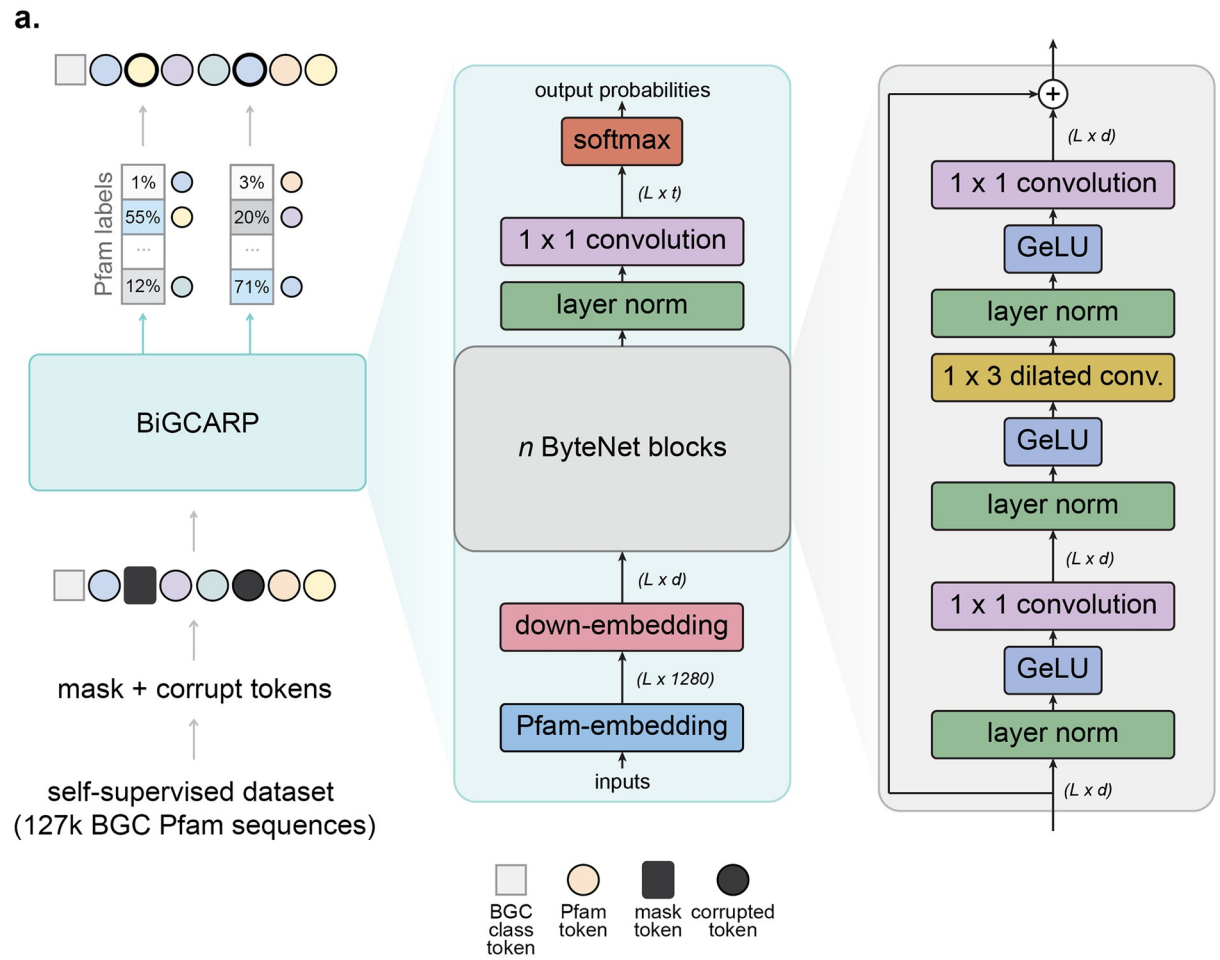 a.
1%
55%
...
12%
3%
20%
...
71%
Pfam labels
BiGCARP
mask + corrupt tokens
self-supervised dataset
(127k BGC Pfam sequences)
output probabilities
softmax
(L x t)
1 x 1 convolution
layer norm
n ByteNet blocks
(L x d)
down-embedding
(L x 1280)
Pfam-embedding
inputs
+
(L x d)
1 x 1 convolution
GeLU
layer norm
1 x 3 dilated conv.
GeLU
layer norm
(L x d)
1 x 1 convolution
GeLU
layer norm
(L x d)
BGC
class
token
Pfam
token
mask
token
corrupted
token